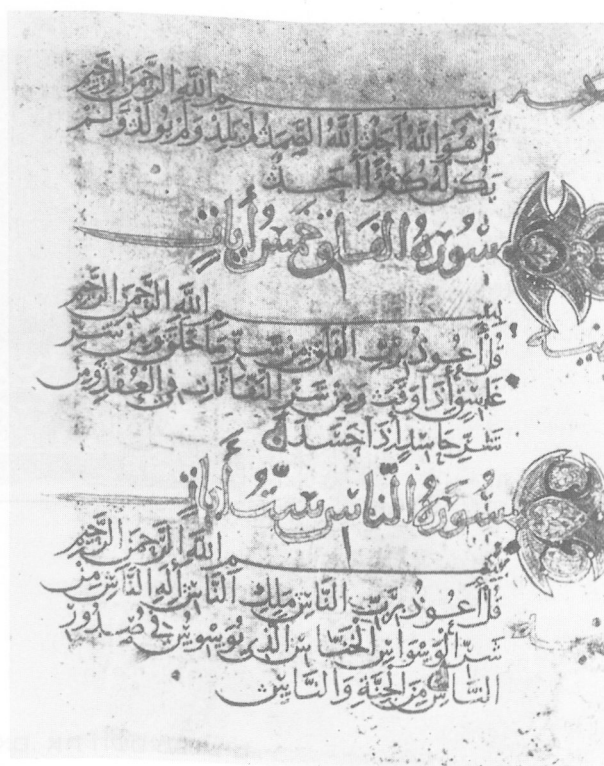 بسم الله الرحمن الرحيم
قل هو الله أحد الله الصمد لم يلد ولم يولد ولم
يكن له كفوا أحد
سورة الفلق خمس أيات
بسم الله الرحمن الرحيم
قل أعوذ برب الفلق من شر ما خلق ومن شر
غاسق إذا وقب ومن شر النفاثات في العقد ومن
شر حاسد إذا حسد
سورة الناس ست أيات
بسم الله الرحمن الرحيم
قل أعوذ برب الناس ملك الناس إله الناس من
شر الوسواس الخناس الذي يوسوس في صدور
الناس من الجنة والناس